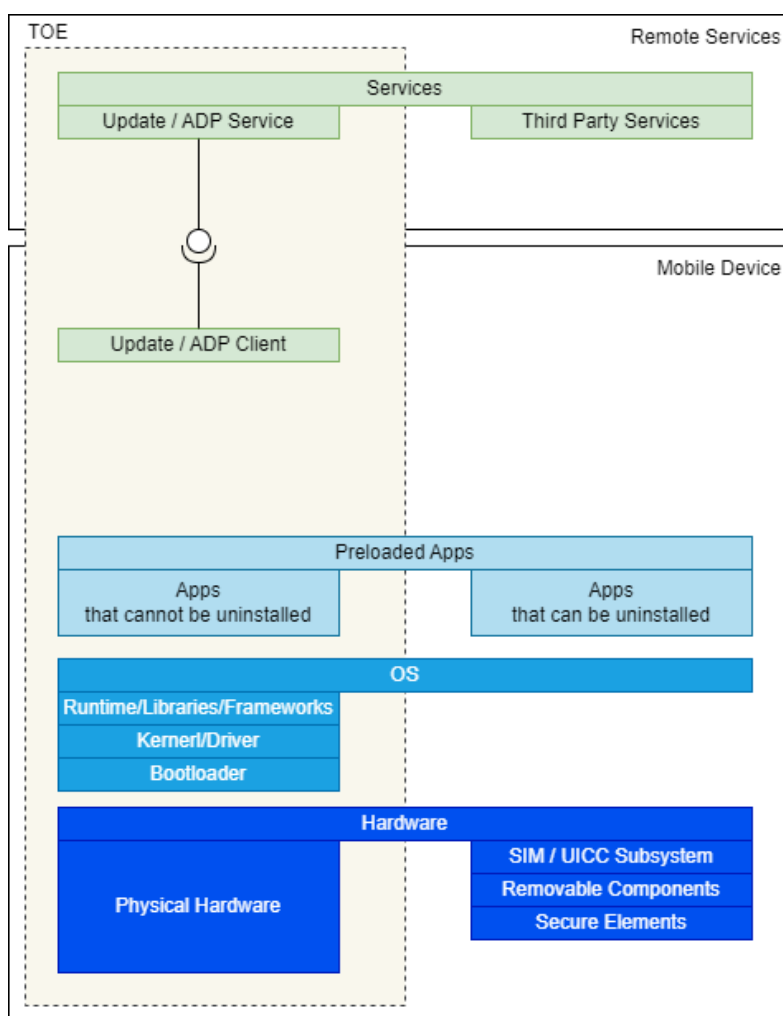 TOE
Remote Services
Services
Update / ADP Service
Third Party Services
Mobile Device
Update / ADP Client
Preloaded Apps
Apps
that cannot be uninstalled
Apps
that can be uninstalled
OS
Runtime/Libraries/Frameworks
Kernerl/Driver
Bootloader
Hardware
Physical Hardware
SIM / UICC Subsystem
Removable Components
Secure Elements